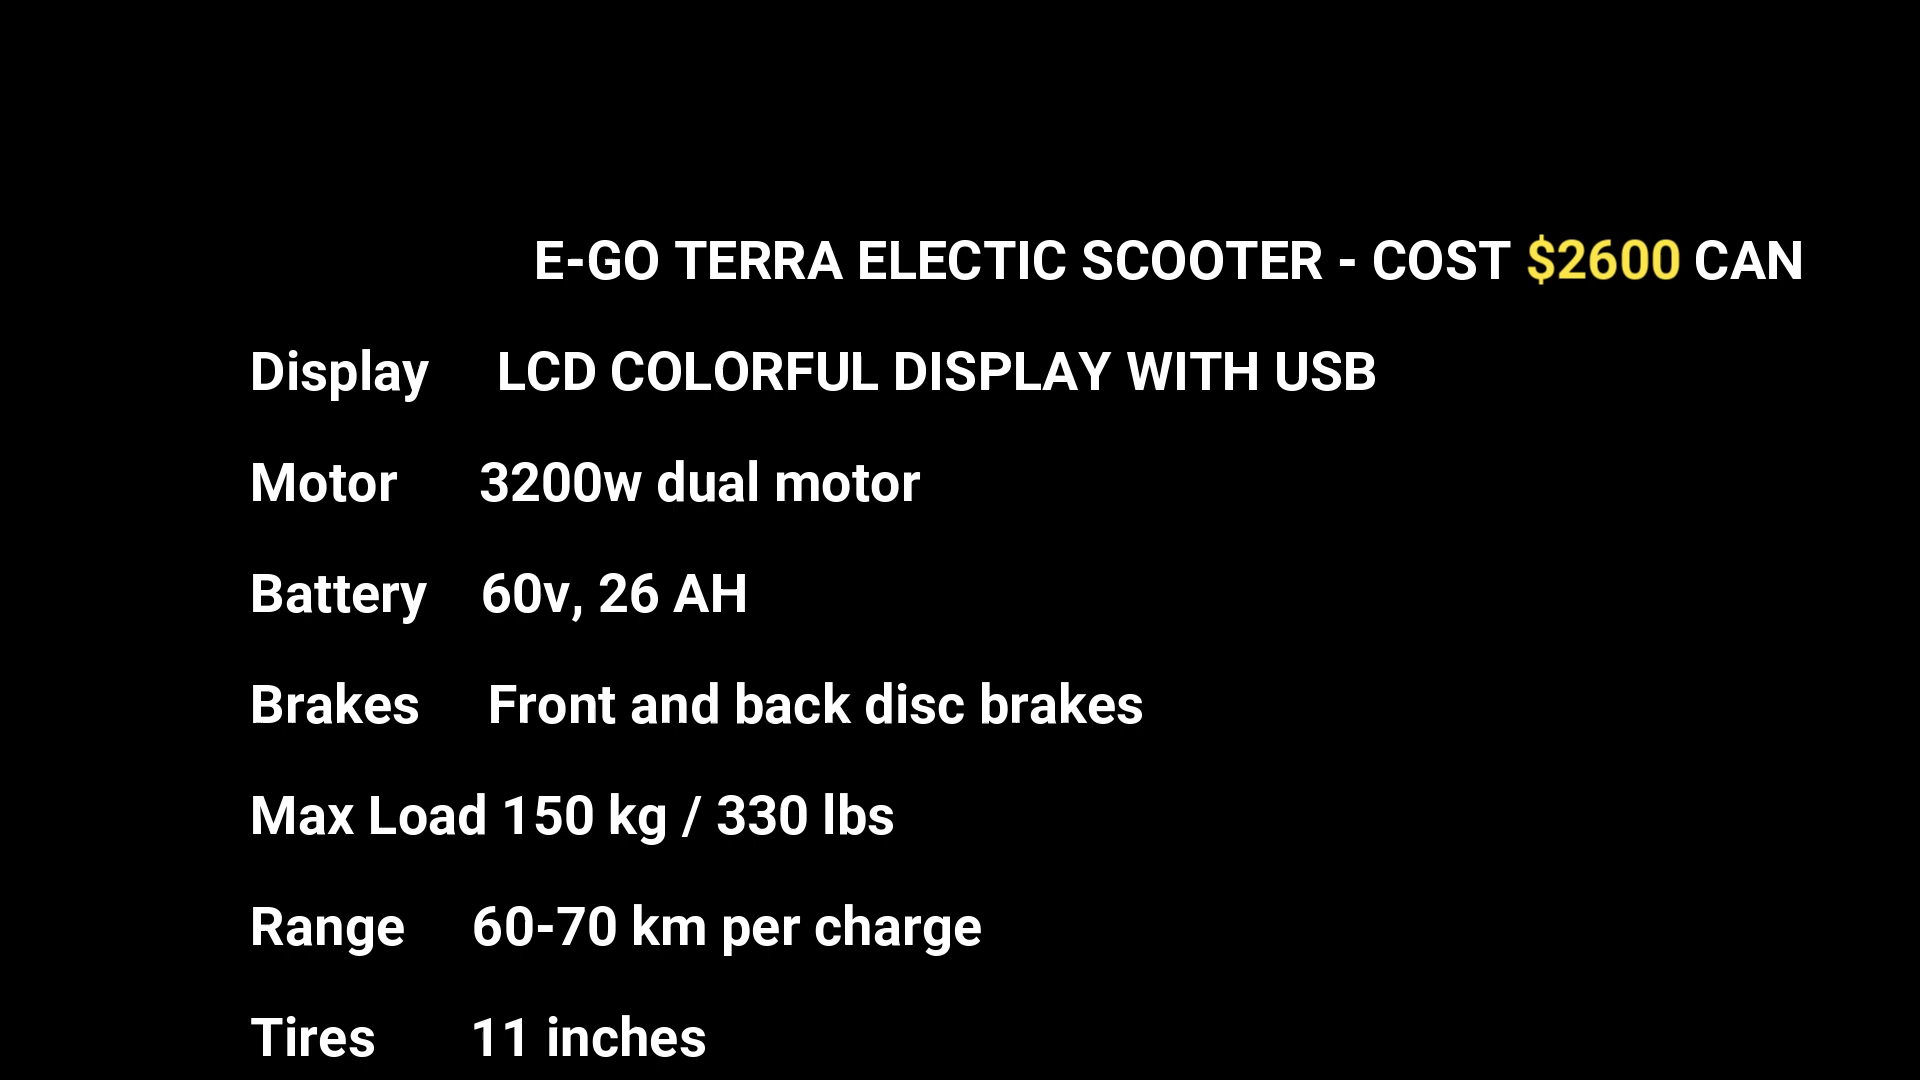 E-GO TERRA ELECTIC SCOOTER - COST $2600 CAN
Display LCD COLORFUL DISPLAY WITH USB
Motor 3200w dual motor
Battery 60v, 26 AH
Brakes Front and back disc brakes
Max Load 150 kg / 330 lbs
Range 60-70 km per charge
Tires 11 inches